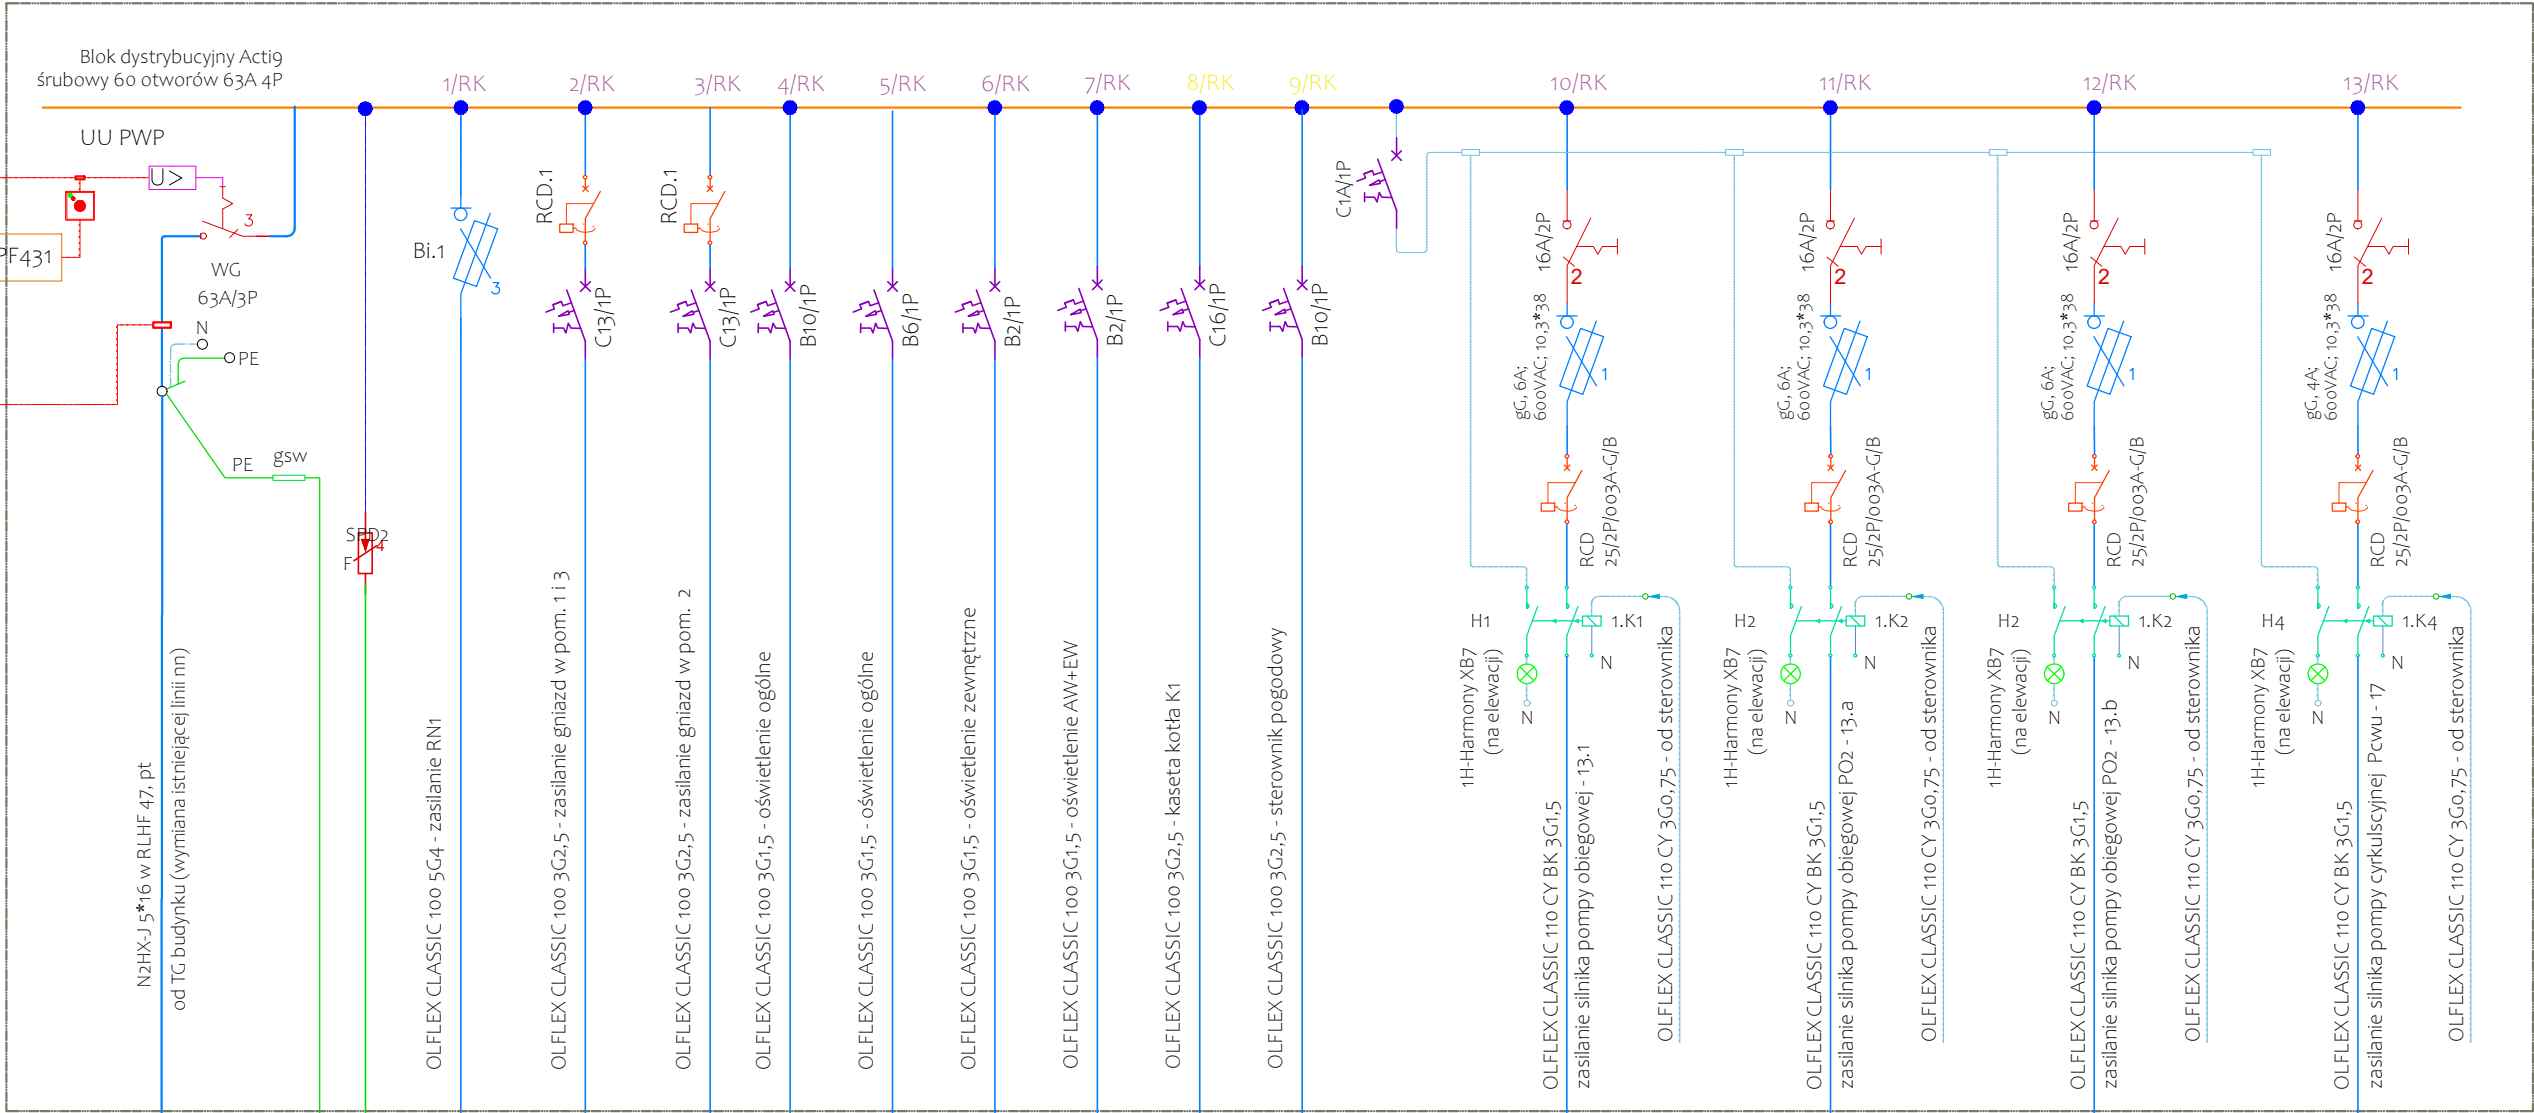 Blok dystrybucyjny Acti9
śrubowy 60 otworów 63A 4P
UU PWP
U>
3
PF431
WG
63A/3P
N
PE
PE
gsw
N2HX-J 5*16 w RLHF 47, pt
od TG budynku (wymiana istniejącej linii nn)
SPD2
4
F
1/RK
Bi.1
3
OLFLEX CLASSIC 100 5G4 - zasilanie RN1
2/RK
RCD.1
C13/1P
OLFLEX CLASSIC 100 3G2,5 - zasilanie gniazd w pom. 1 i 3
3/RK
RCD.1
C13/1P
OLFLEX CLASSIC 100 3G2,5 - zasilanie gniazd w pom. 2
4/RK
B10/1P
OLFLEX CLASSIC 100 3G1,5 - oświetlenie ogólne
5/RK
B6/1P
OLFLEX CLASSIC 100 3G1,5 - oświetlenie ogólne
6/RK
B2/1P
OLFLEX CLASSIC 100 3G1,5 - oświetlenie zewnętrzne
7/RK
B2/1P
OLFLEX CLASSIC 100 3G1,5 - oświetlenie AW+EW
8/RK
C16/1P
OLFLEX CLASSIC 100 3G2,5 - kaseta kotła K1
9/RK
B10/1P
OLFLEX CLASSIC 100 3G2,5 - sterownik pogodowy
C1A/1P
10/RK
16A/2P
2
gG, 6A;
600VAC; 10,3*38
1
RCD
25/2P/003A-G/B
H1
1.K1
N
1H-Harmony XB7
(na elewacji)
N
OLFLEX CLASSIC 110 CY BK 3G1,5
zasilanie silnika pompy obiegowej - 13.1
OLFLEX CLASSIC 110 CY 3G0,75 - od sterownika
11/RK
16A/2P
2
gG, 6A;
600VAC; 10,3*38
1
RCD
25/2P/003A-G/B
H2
1.K2
N
1H-Harmony XB7
(na elewacji)
N
OLFLEX CLASSIC 110 CY BK 3G1,5
zasilanie silnika pompy obiegowej PO2 - 13.a
OLFLEX CLASSIC 110 CY 3G0,75 - od sterownika
12/RK
16A/2P
2
gG, 6A;
600VAC; 10,3*38
1
RCD
25/2P/003A-G/B
H2
1.K2
N
1H-Harmony XB7
(na elewacji)
N
OLFLEX CLASSIC 110 CY BK 3G1,5
zasilanie silnika pompy obiegowej PO2 - 13.b
OLFLEX CLASSIC 110 CY 3G0,75 - od sterownika
13/RK
16A/2P
2
gG, 4A;
600VAC; 10,3*38
1
RCD
25/2P/003A-G/B
H4
1.K4
N
1H-Harmony XB7
(na elewacji)
N
OLFLEX CLASSIC 110 CY BK 3G1,5
zasilanie silnika pompy cyrkulscyjnej Pcwu - 17
OLFLEX CLASSIC 110 CY 3G0,75 - od sterownika